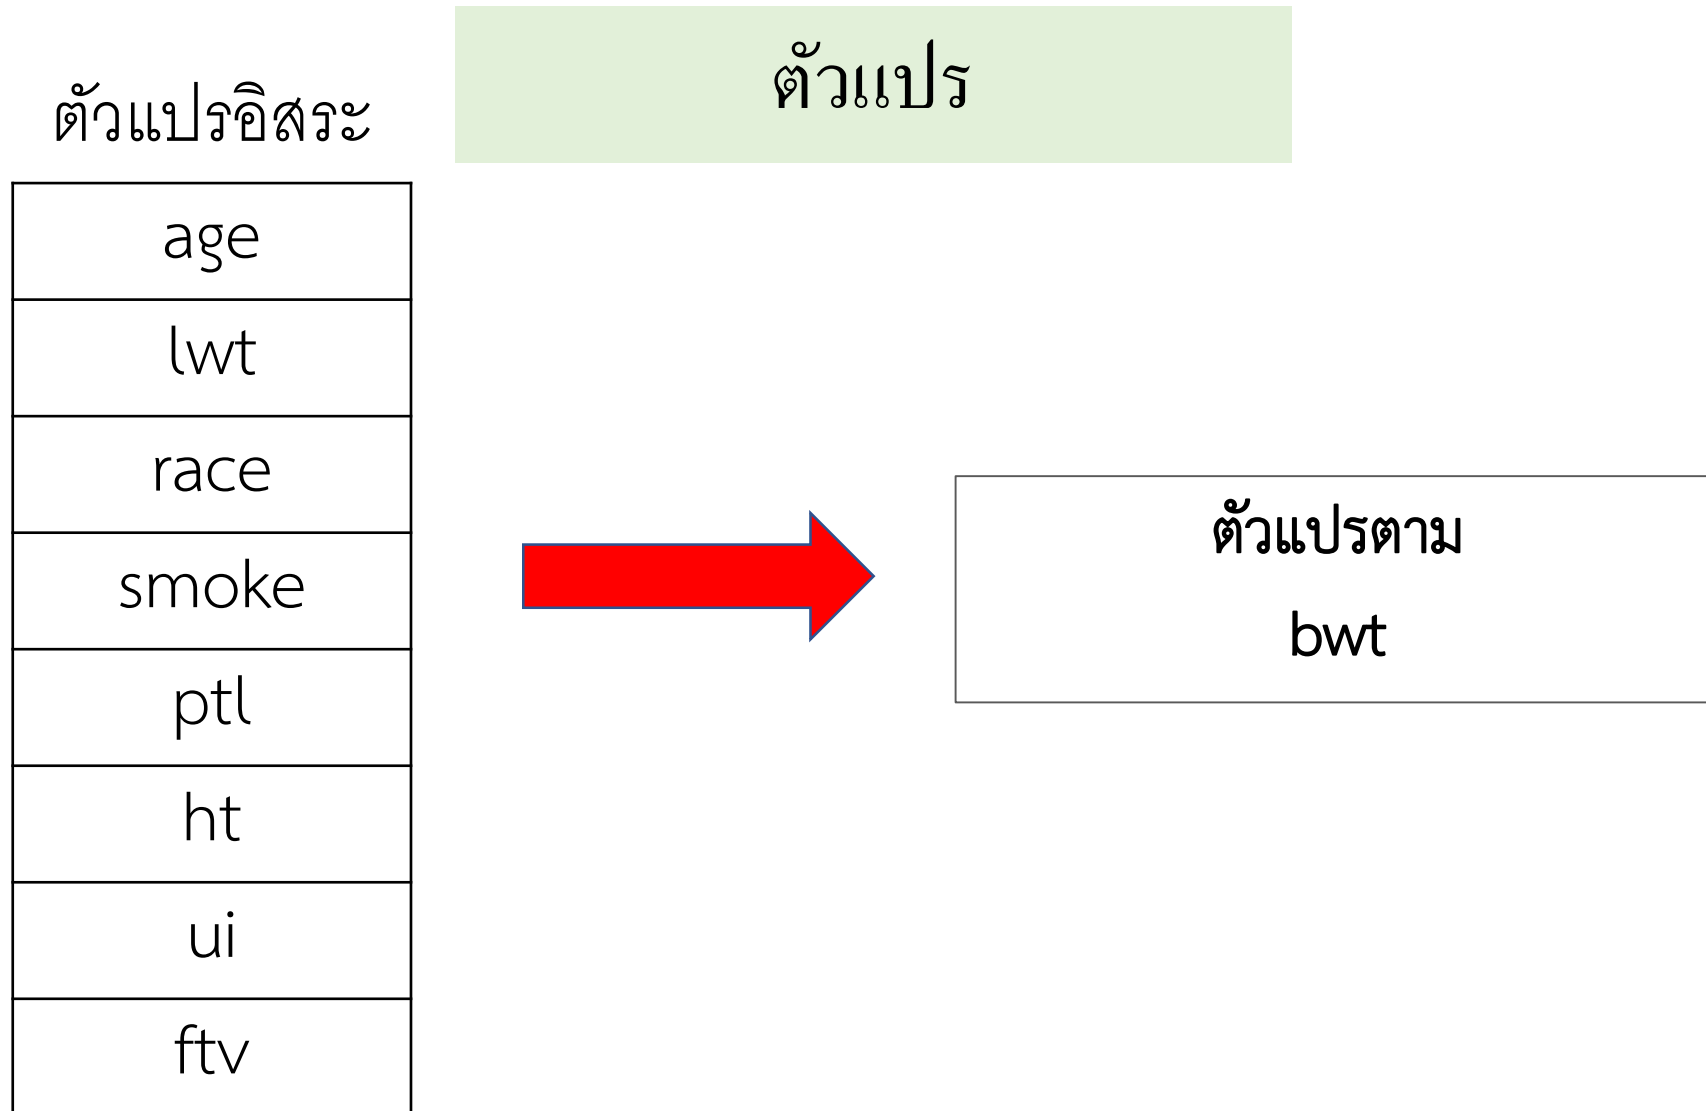 ตัวแปร
ตัวแปรอิสระ
age
lwt
race
smoke
ptl
ht
ui
ftv
ตัวแปรตาม
bwt